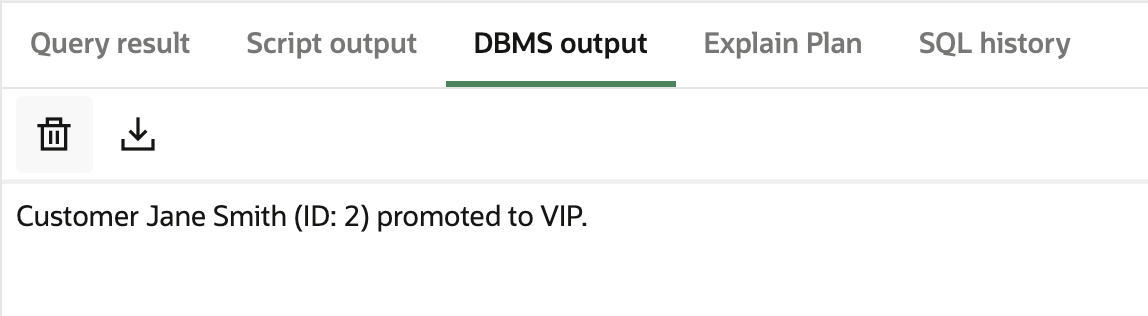 Query result Script output DBMS output Explain Plan SQL history
Customer Jane Smith (ID: 2) promoted to VIP.